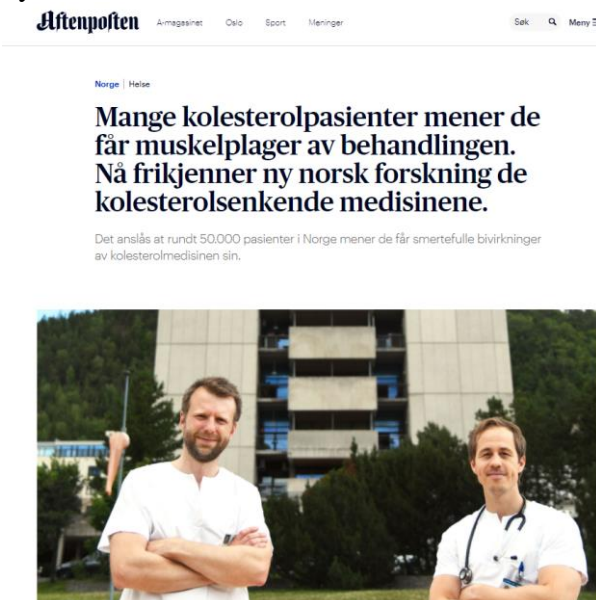 Aftenposten A-magasinet Oslo Sport Meninger Søk Meny
Norge | Helse
Mange kolesterolpasienter mener de
får muskelplager av behandlingen.
Nå frikjenner ny norsk forskning de
kolesterolsenkende medisinene.
Det anslås at rundt 50.000 pasienter i Norge mener de får smertefulle bivirkninger
av kolesterolmedisinen sin.